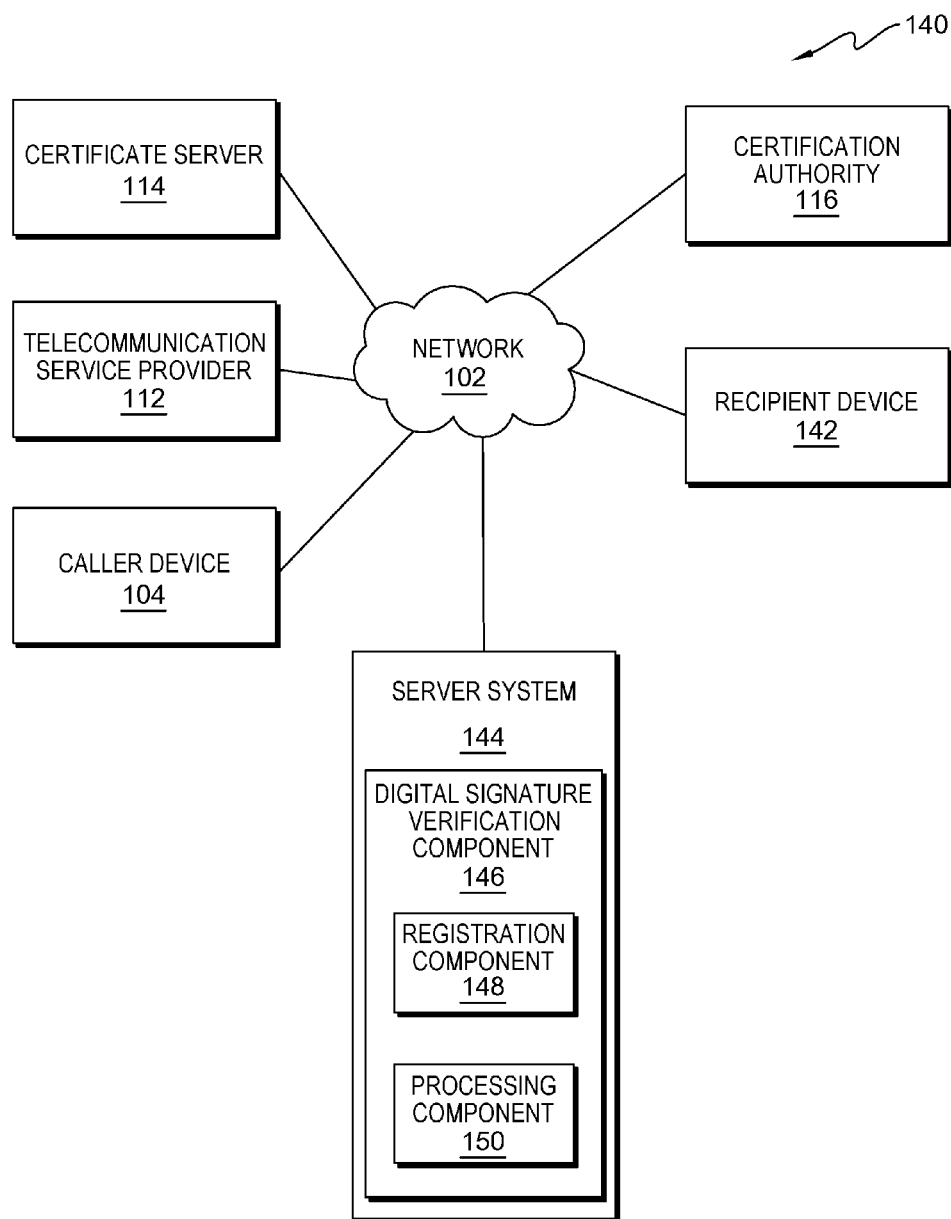 140
CERTIFICATE SERVER
114
CERTIFICATION
AUTHORITY
116
TELECOMMUNICATION
SERVICE PROVIDER
112
NETWORK
102
RECIPIENT DEVICE
142
CALLER DEVICE
104
SERVER SYSTEM
144
DIGITAL SIGNATURE
VERIFICATION
COMPONENT
146
REGISTRATION
COMPONENT
148
PROCESSING
COMPONENT
150